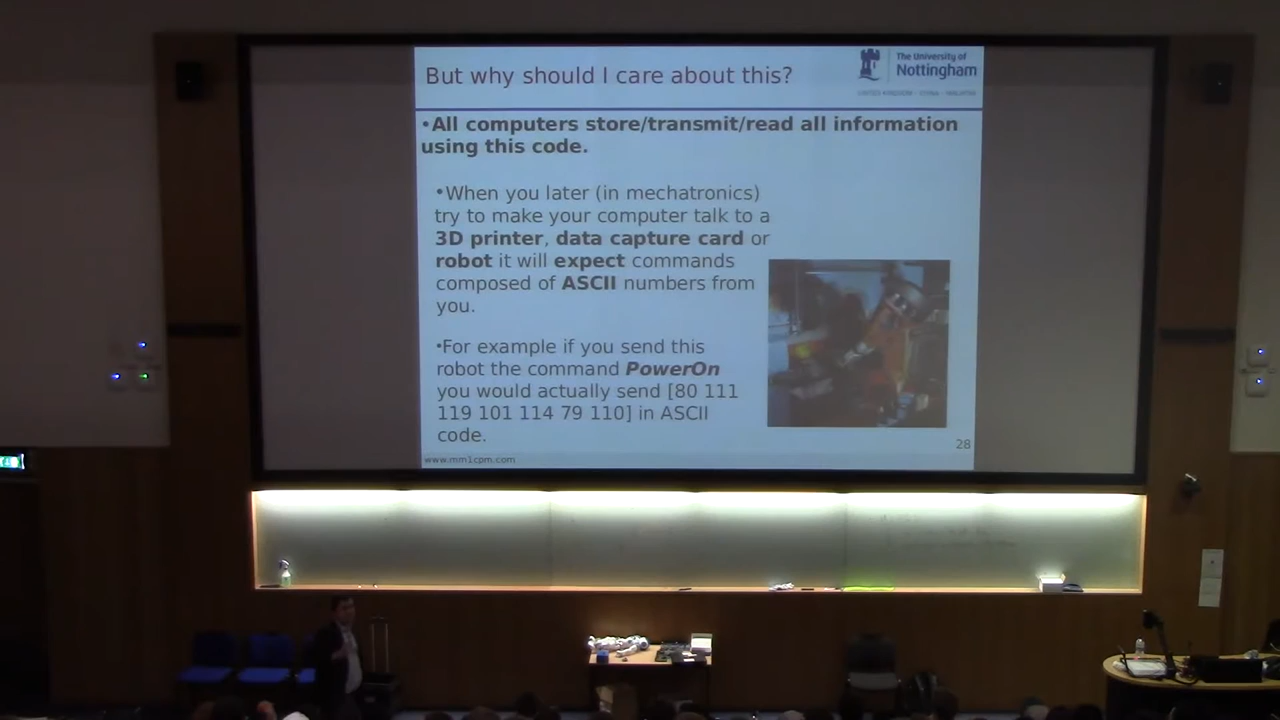 But why should I care about this?
The University of
Nottingham
UNITED KINGDOM · CHINA · MALAYSIA
•All computers store/transmit/read all information
using this code.
•When you later (in mechatronics)
try to make your computer talk to a
3D printer, data capture card or
robot it will expect commands
composed of ASCII numbers from
you.
•For example if you send this
robot the command PowerOn
you would actually send [80 111
119 101 114 79 110] in ASCII
code.
28
www.mm1cpm.com